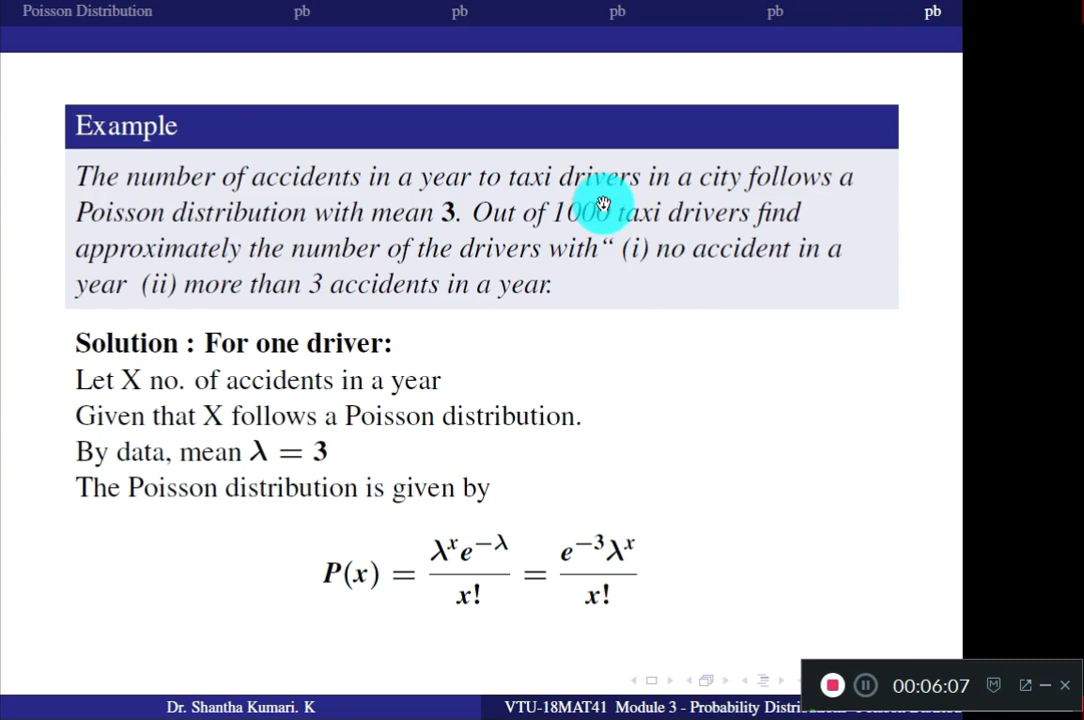 Poisson Distribution pb pb pb pb pb
Example
The number of accidents in a year to taxi drivers in a city follows a
Poisson distribution with mean 3. Out of 1000 taxi drivers find
approximately the number of the drivers with“ (i) no accident in a
year (ii) more than 3 accidents in a year.
Solution : For one driver:
Let X no. of accidents in a year
Given that X follows a Poisson distribution.
By data, mean λ = 3
The Poisson distribution is given by
P(x) = λˣe⁻λ / x! = e⁻³λˣ / x!
00:06:07
Dr. Shantha Kumari. K VTU-18MAT41 Module 3 - Probability